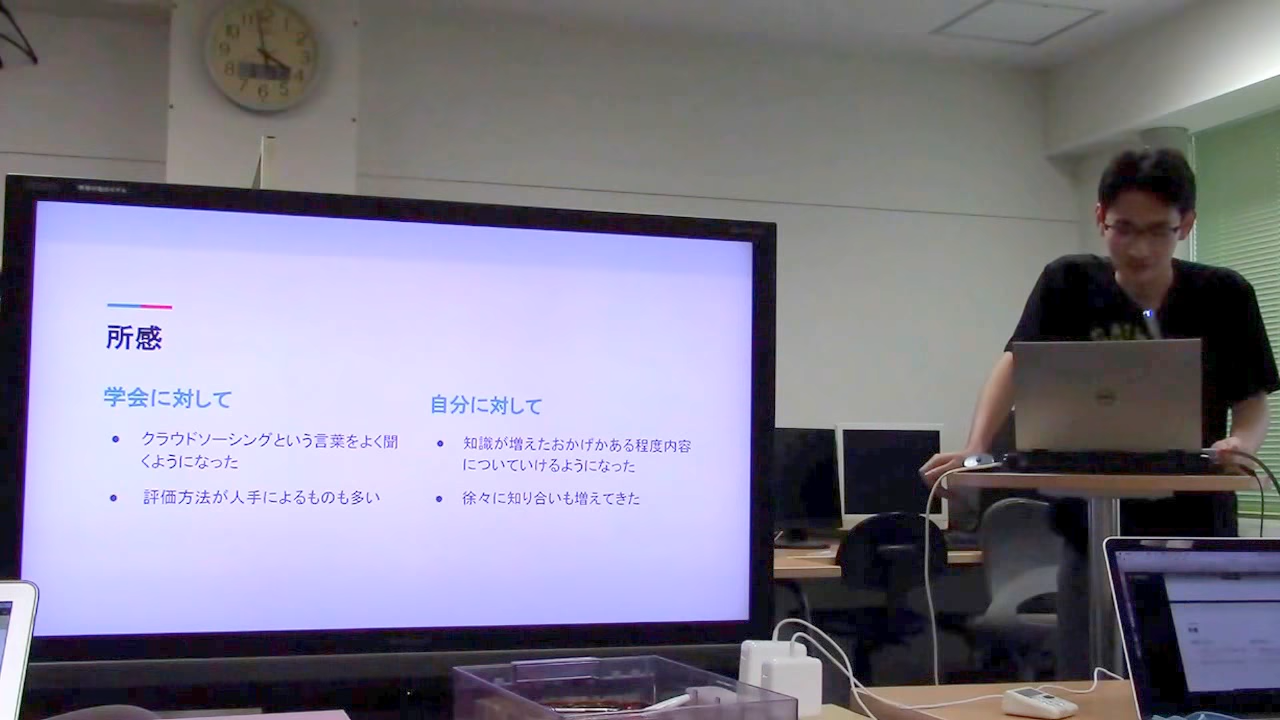 所感
学会に対して
クラウドソーシングという言葉をよく聞
くようになった
評価方法が人手によるものも多い
自分に対して
知識が増えたおかげかある程度内容
についていけるようになった
徐々に知り合いも増えてきた